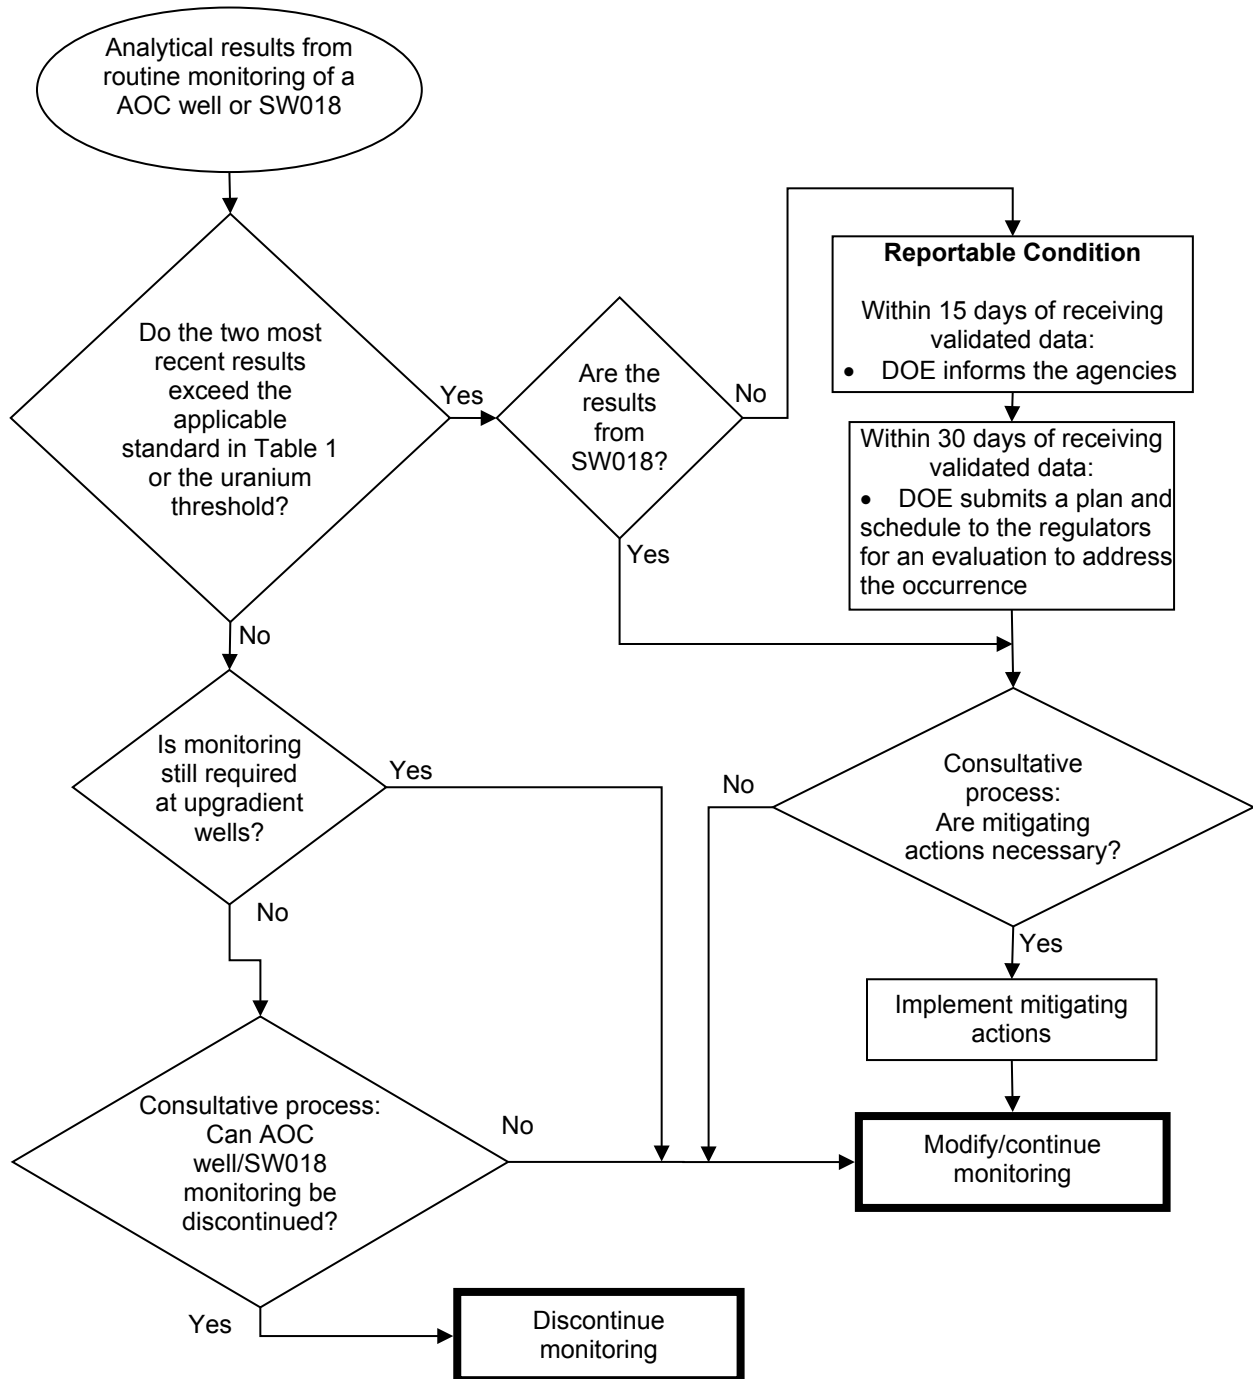 Analytical results from
routine monitoring of a
AOC well or SW018
Do the two most
recent results
exceed the
applicable
standard in Table 1
or the uranium
threshold?
Yes
Are the
results
from
SW018?
No
Reportable Condition
Within 15 days of receiving
validated data:
• DOE informs the agencies
Within 30 days of receiving
validated data:
• DOE submits a plan and
schedule to the regulators
for an evaluation to address
the occurrence
Yes
No
Is monitoring
still required
at upgradient
wells?
Yes
No
Consultative
process:
Are mitigating
actions necessary?
No
Yes
Implement mitigating
actions
Consultative process:
Can AOC
well/SW018
monitoring be
discontinued?
No
Modify/continue
monitoring
Yes
Discontinue
monitoring